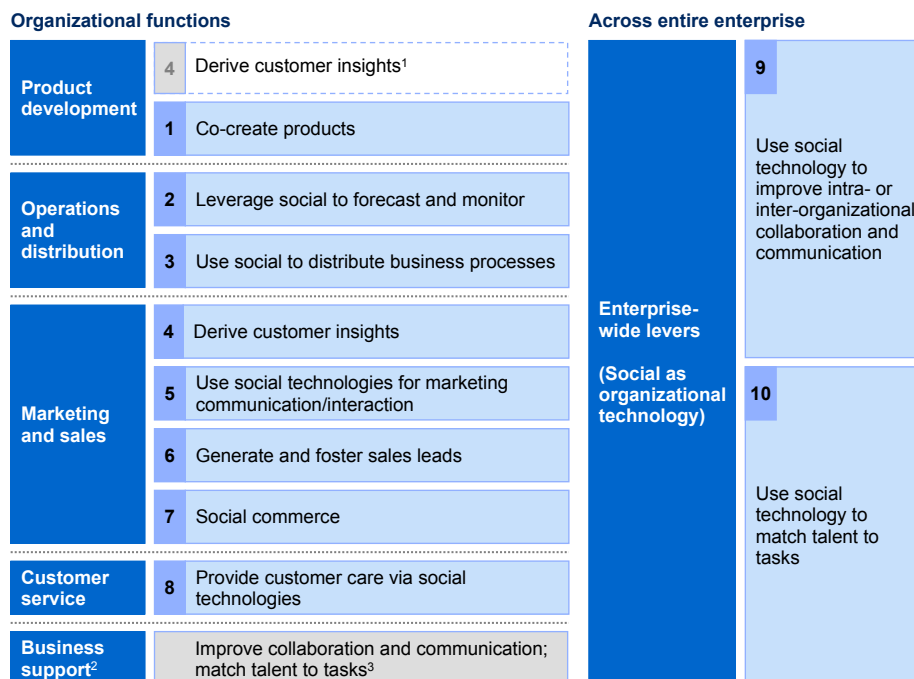 Organizational functions
Product
development
4
Derive customer insights¹
1
Co-create products
Operations
and
distribution
2
Leverage social to forecast and monitor
3
Use social to distribute business processes
Marketing
and sales
4
Derive customer insights
5
Use social technologies for marketing
communication/interaction
6
Generate and foster sales leads
7
Social commerce
Customer
service
8
Provide customer care via social
technologies
Business
support²
Improve collaboration and communication;
match talent to tasks³
Across entire enterprise
Enterprise-
wide levers
(Social as
organizational
technology)
9
Use social
technology to
improve intra- or
inter-organizational
collaboration and
communication
10
Use social
technology to
match talent to
tasks